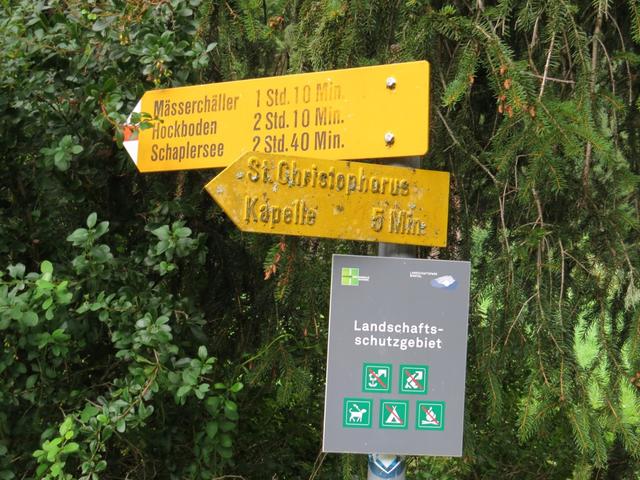 Mässerchäller 1 Std. 10 Min.
Hockboden 2 Std. 10 Min.
Schaplersee 2 Std. 40 Min.
St. Christophorus
Kapelle 5 Min
Landschafts-
schutzgebiet